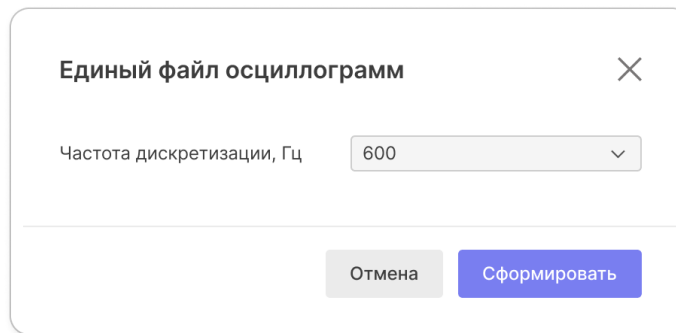 Единый файл осциллограмм
Частота дискретизации, Гц 600
Отмена Сформировать